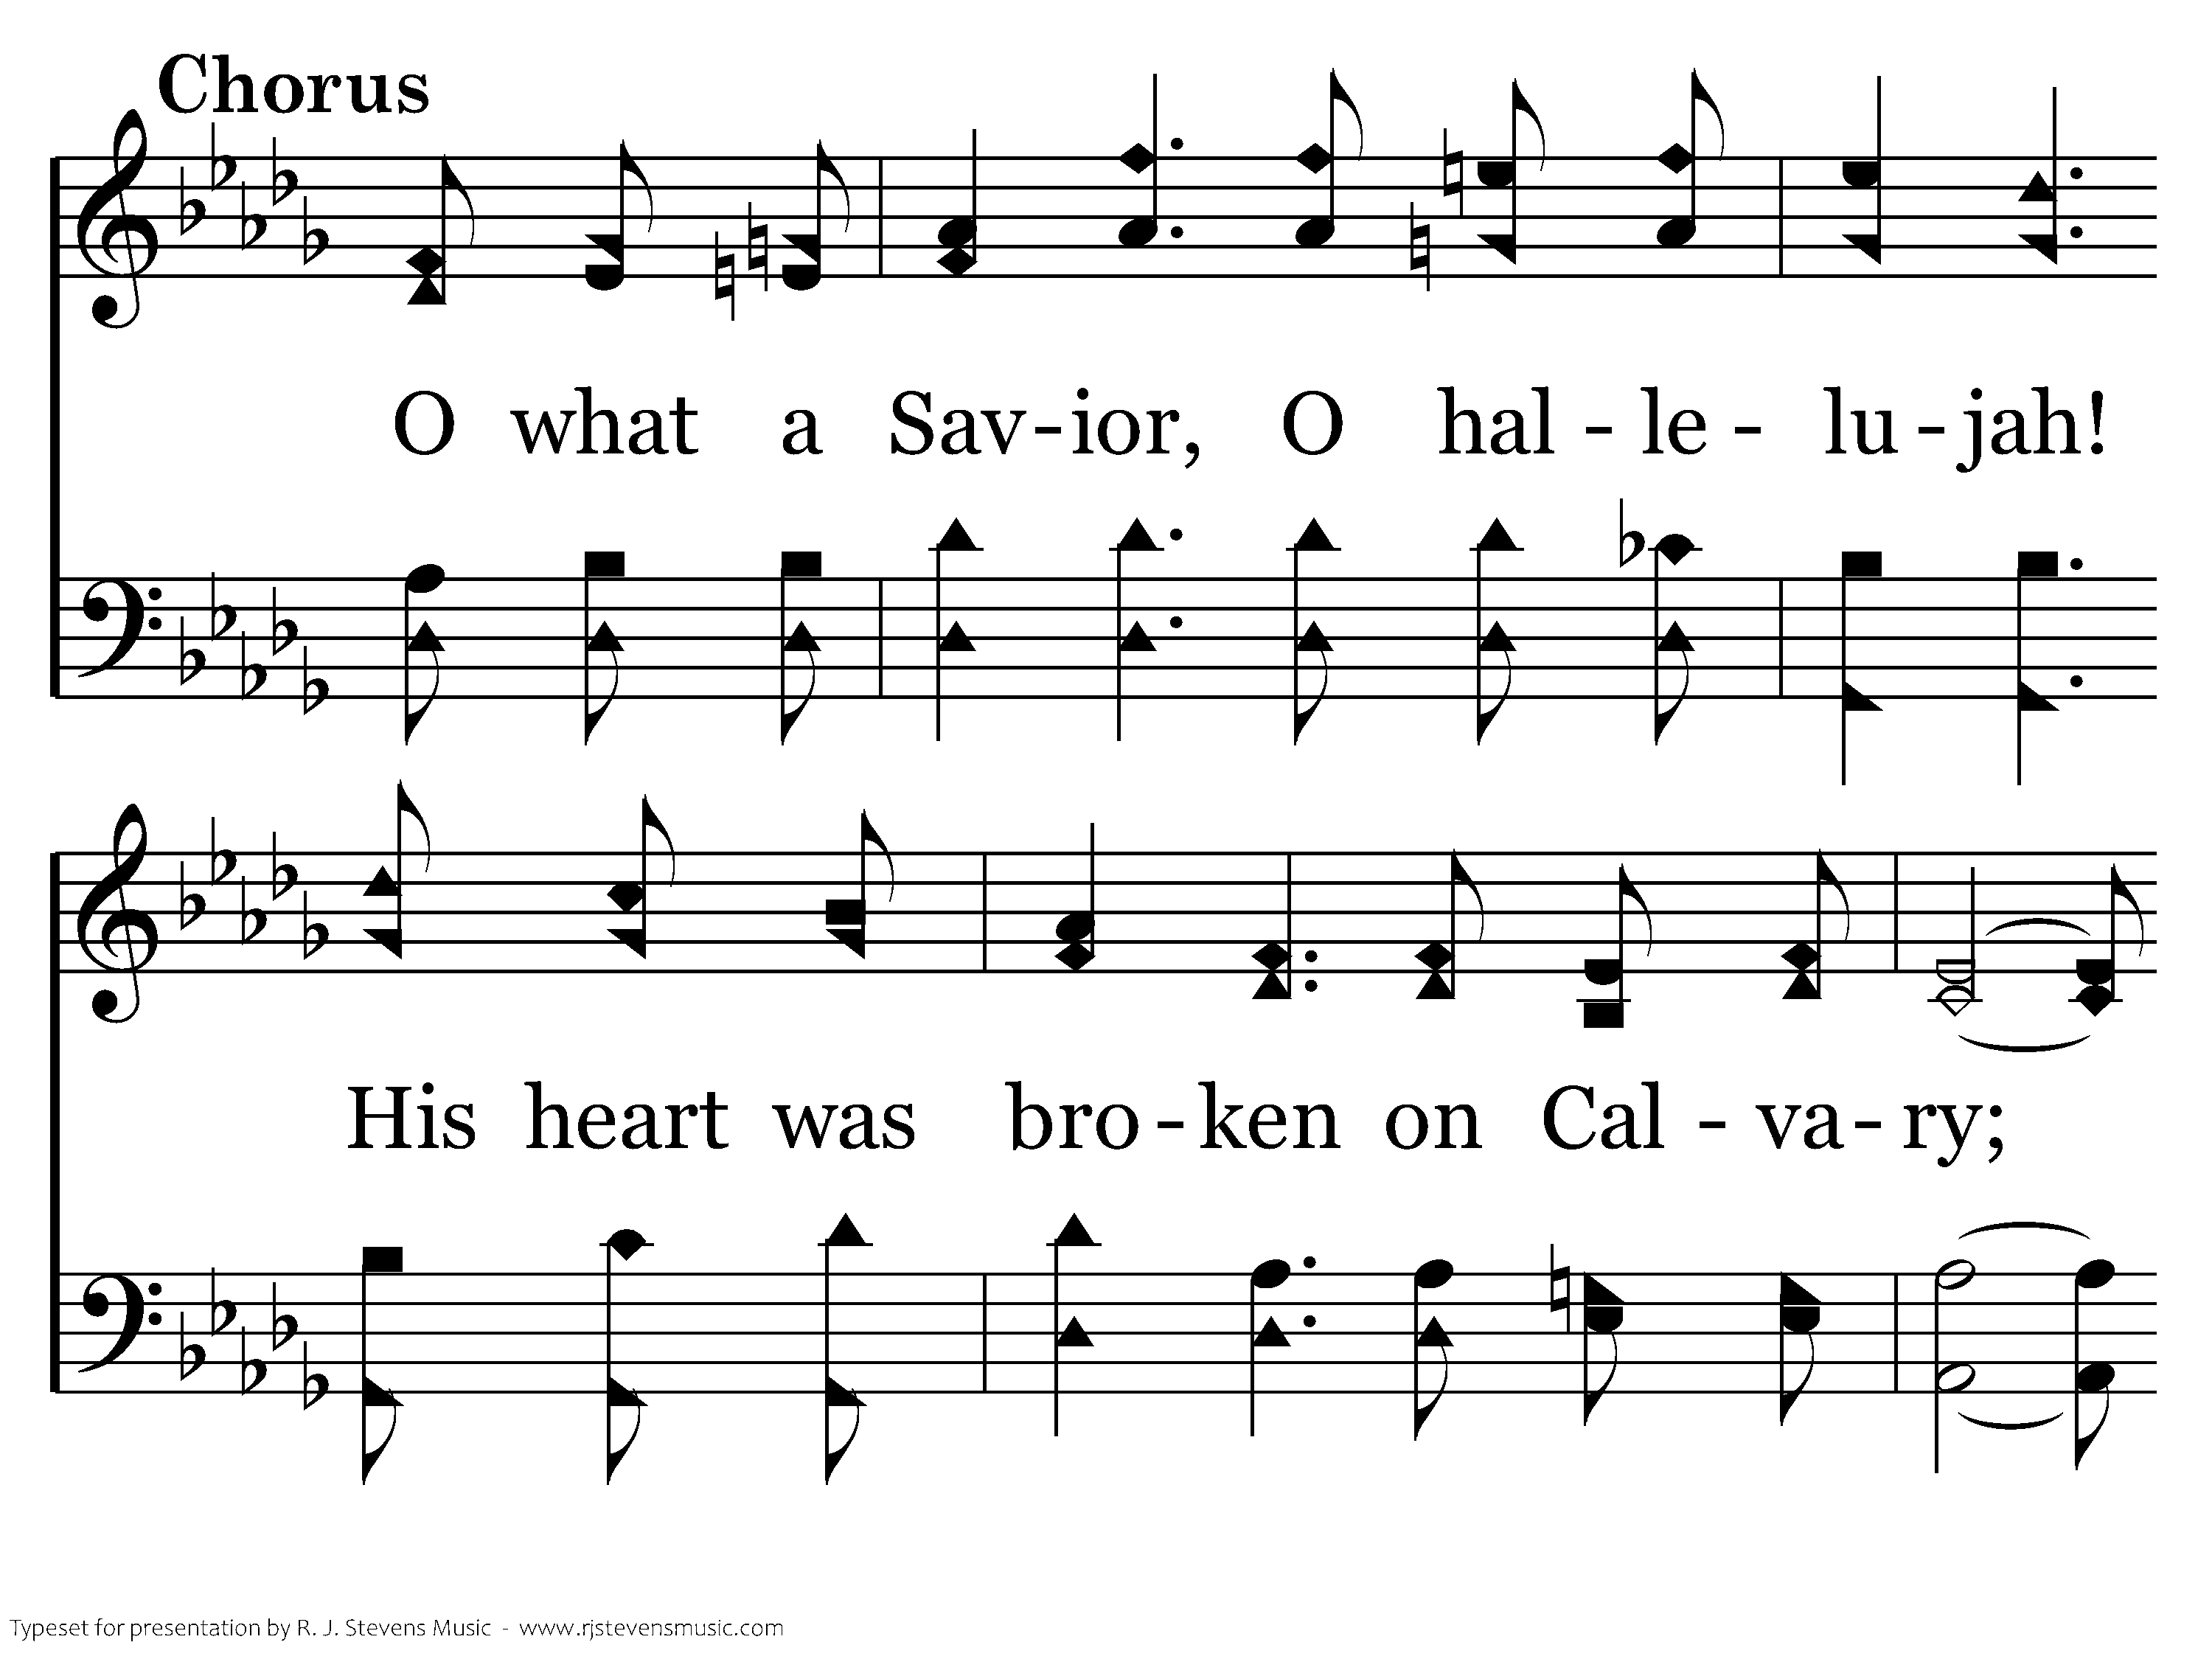 Chorus
O what a Sav-ior, O hal - le - lu - jah!
His heart was bro - ken on Cal - va - ry;
Typeset for presentation by R. J. Stevens Music - www.rjstevensmusic.com